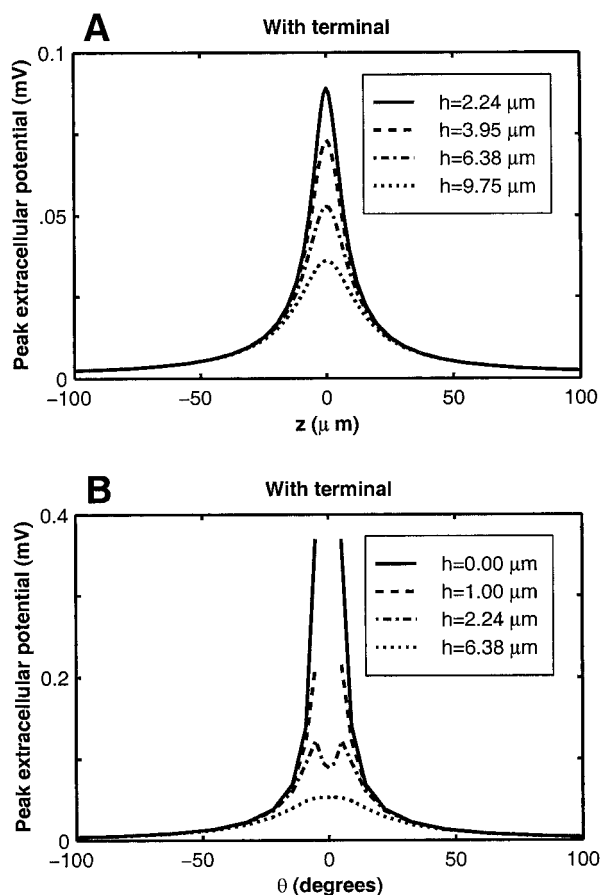 A
With terminal
0.1
.05
0
Peak extracellular potential (mV)
h=2.24 μm
h=3.95 μm
h=6.38 μm
h=9.75 μm
−100
−50
0
50
100
z (μ m)
B
With terminal
0.4
0.2
0
Peak extracellular potential (mV)
h=0.00 μm
h=1.00 μm
h=2.24 μm
h=6.38 μm
−100
−50
0
50
100
θ (degrees)